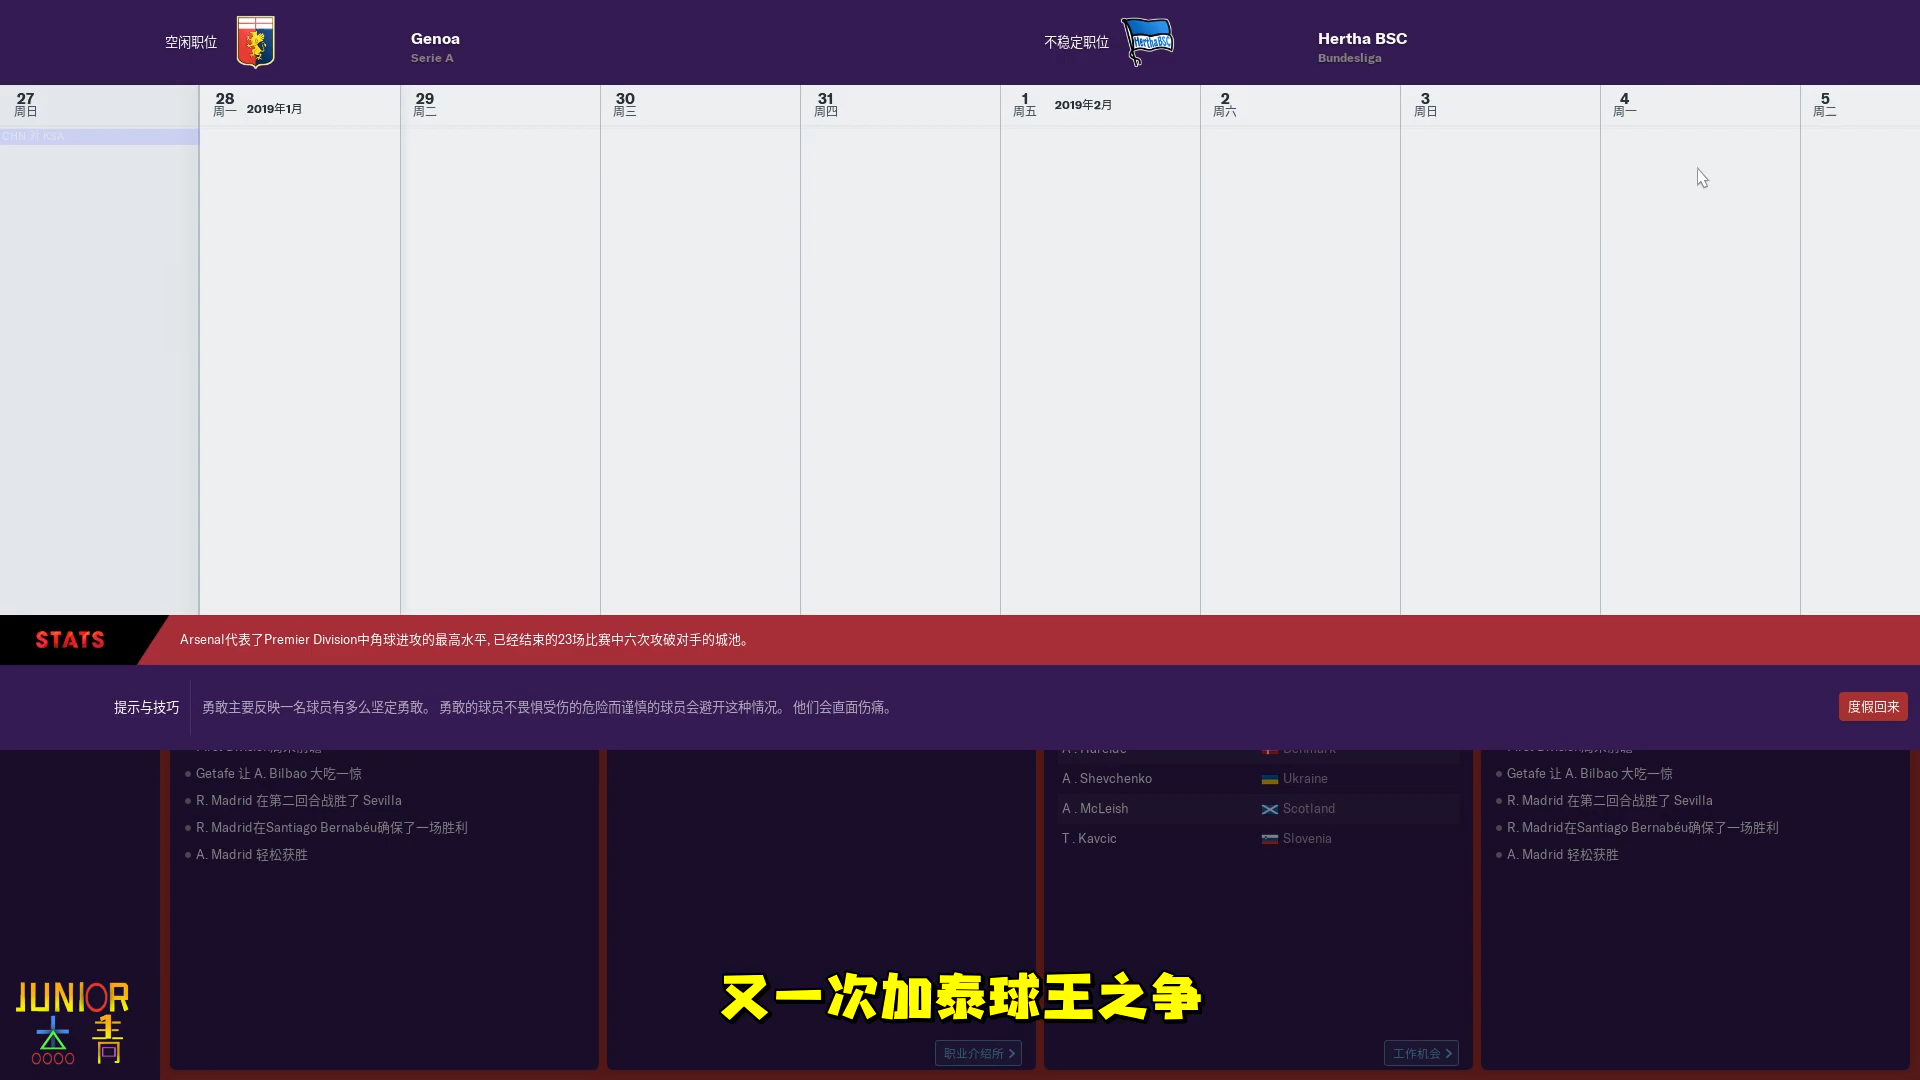 空闲职位
Genoa
Serie A
不稳定职位
Hertha BSC
Bundesliga
27
周日
28
周一
2019年1月
29
周二
30
周三
31
周四
1
周五
2019年2月
2
周六
3
周日
4
周一
5
周二
CHN 对 KSA
STATS
Arsenal代表了Premier Division中角球进攻的最高水平, 已经结束的23场比赛中六次攻破对手的城池。
提示与技巧
勇敢主要反映一名球员有多么坚定勇敢。 勇敢的球员不畏惧受伤的危险而谨慎的球员会避开这种情况。 他们会直面伤痛。
度假回来
Getafe 让 A. Bilbao 大吃一惊
R. Madrid 在第二回合战胜了 Sevilla
R. Madrid在Santiago Bernabéu确保了一场胜利
A. Madrid 轻松获胜
A . Hareide
Denmark
A . Shevchenko
Ukraine
A . McLeish
Scotland
T . Kavcic
Slovenia
Getafe 让 A. Bilbao 大吃一惊
R. Madrid 在第二回合战胜了 Sevilla
R. Madrid在Santiago Bernabéu确保了一场胜利
A. Madrid 轻松获胜
又一次加泰球王之争
JUNIOR
职业介绍所
工作机会